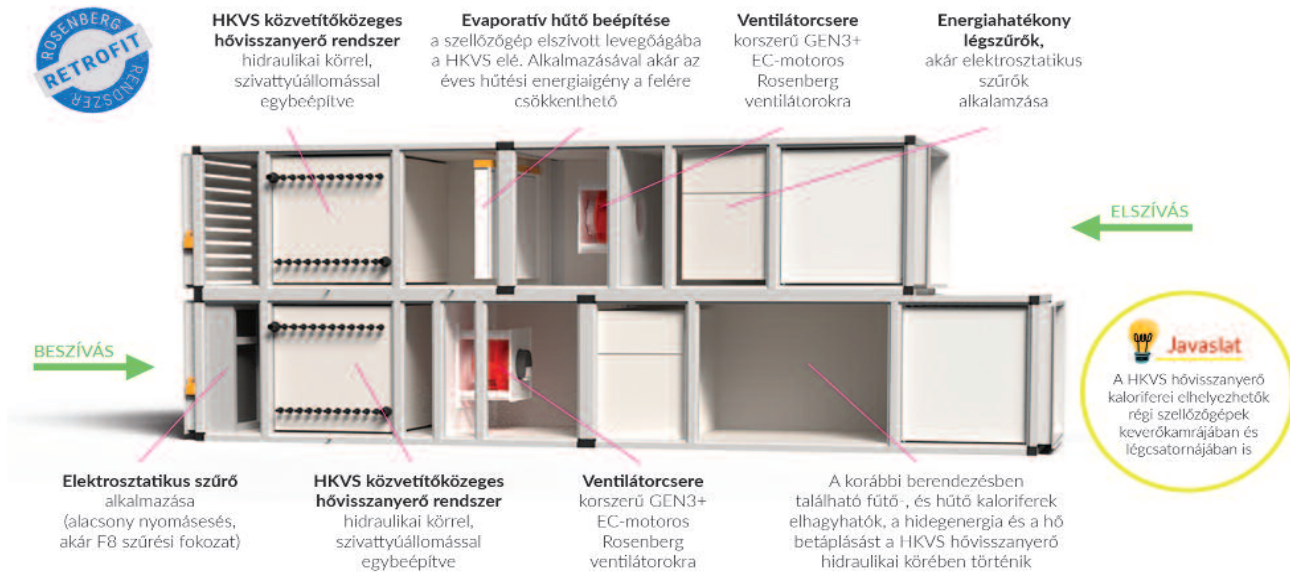 ROSENBERG
RETROFIT
RENDSZER
HKVS közvetítőközeges
hővisszanyerő rendszer
hidraulikai körrel,
szivattyúállomással
egybeépítve
Evaporatív hűtő beépítése
a szellőzőgép elszívott levegőágába
a HKVS elé. Alkalmazásával akár az
éves hűtési energiaigény a felére
csökkenthető
Ventilátorcsere
korszerű GEN3+
EC-motoros
Rosenberg
ventilátorokra
Energiahatékony
légszűrők,
akár elektrosztatikus
szűrők
alkalamzása
ELSZÍVÁS
BESZÍVÁS
Javaslat
A HKVS hővisszanyerő
kaloriferei elhelyezhetők
régi szellőzőgépek
keverőkamrájában és
légcsatornájában is
Elektrosztatikus szűrő
alkalmazása
(alacsony nyomásesés,
akár F8 szűrési fokozat)
HKVS közvetítőközeges
hővisszanyerő rendszer
hidraulikai körrel,
szivattyúállomással
egybeépítve
Ventilátorcsere
korszerű GEN3+
EC-motoros
Rosenberg
ventilátorokra
A korábbi berendezésben
található fűtő-, és hűtő kaloriferek
elhagyhatók, a hidegenergia és a hő
betáplásást a HKVS hővisszanyerő
hidraulikai körében történik